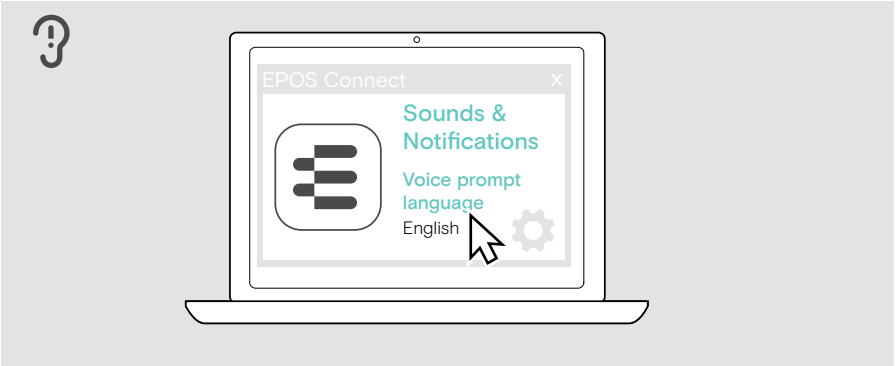 EPOS Connect X
Sounds &
Notifications
Voice prompt
language
English